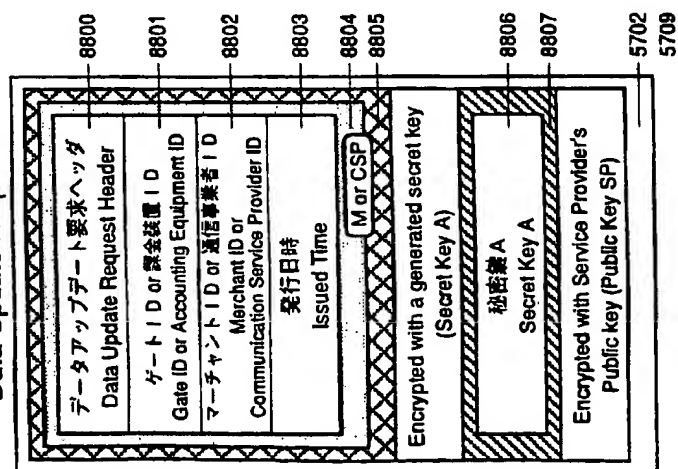 データアップデート要求ヘッダ
Data Update Request Header
ゲートID or 課金装置ID
Gate ID or Accounting Equipment ID
マーチャントID or 通信事業者ID
Merchant ID or
Communication Service Provider ID
発行日時
Issued Time
M or CSP
Encrypted with a generated secret key
(Secret Key A)
秘密鍵A
Secret Key A
Encrypted with Service Provider's
Public key (Public Key SP)
8800
8801
8802
8803
8804
8805
8806
8807
5702
5709